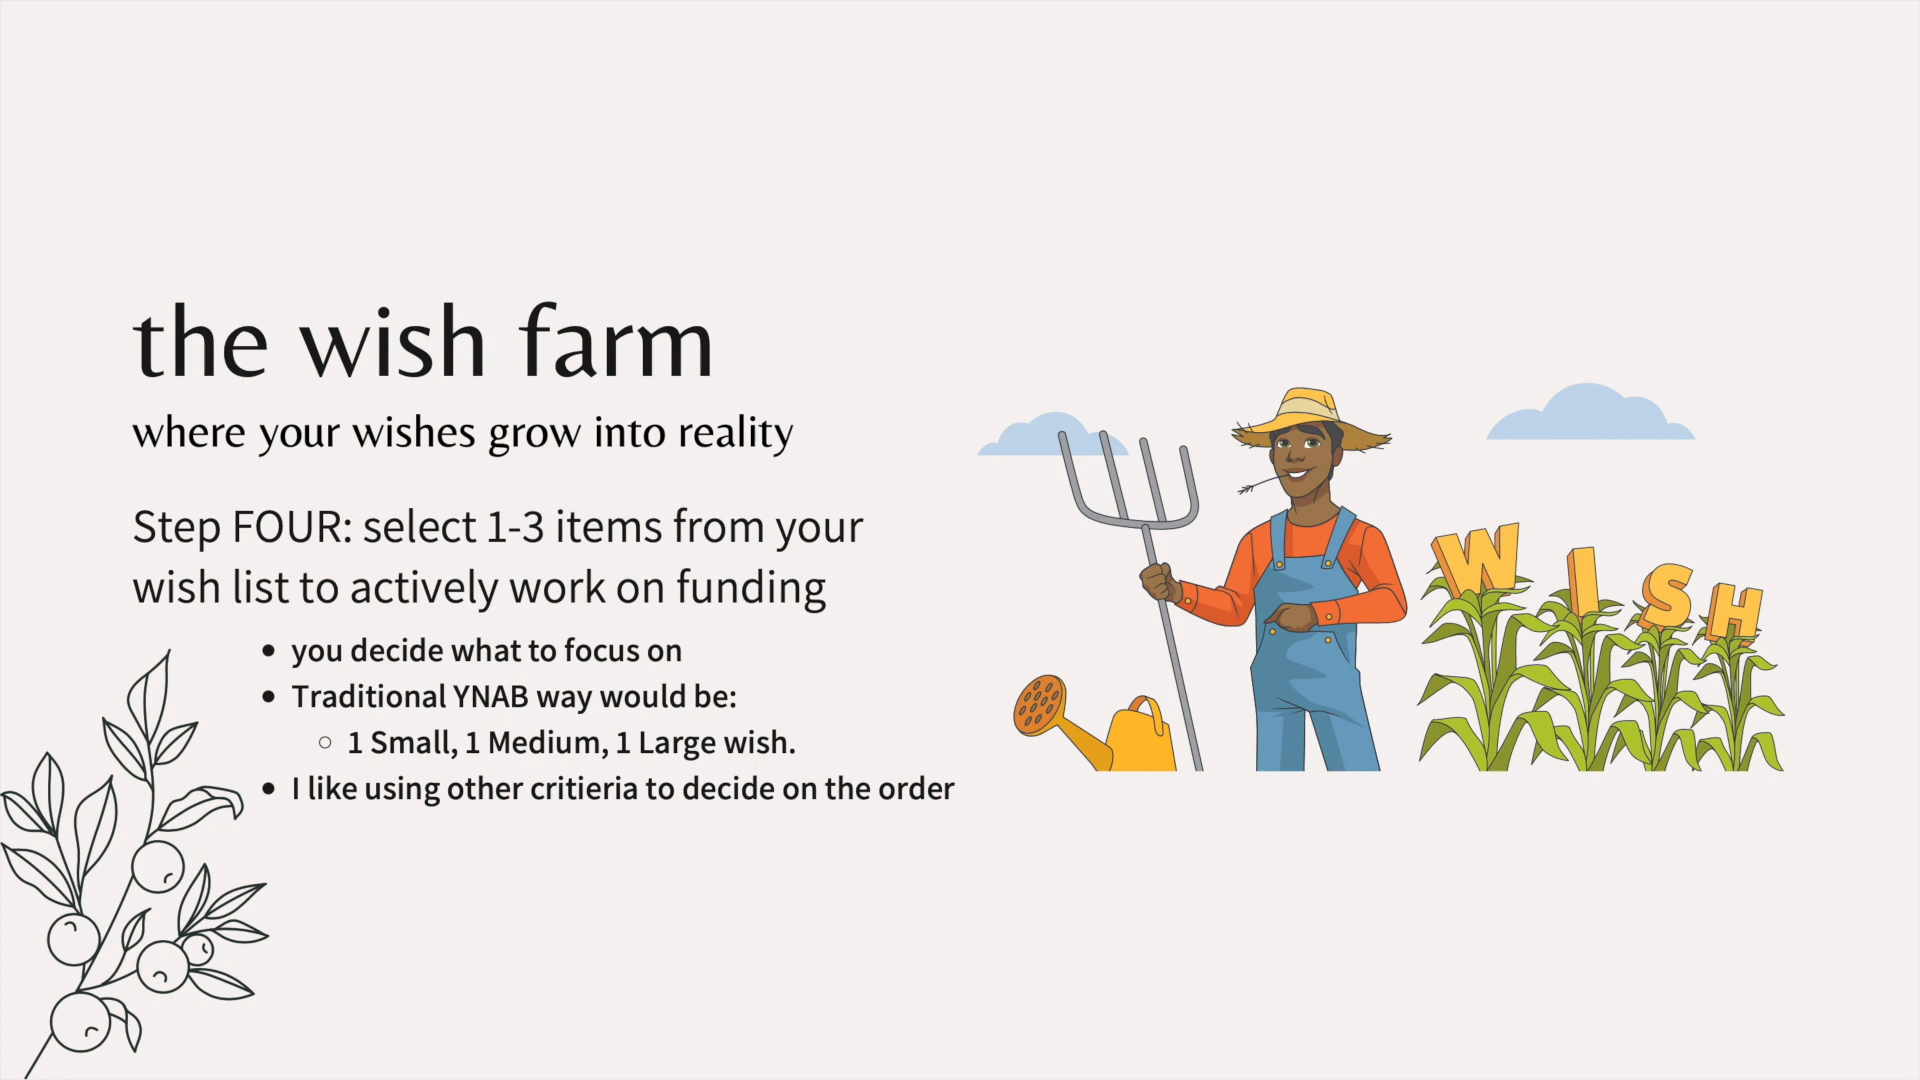 the wish farm
where your wishes grow into reality
Step FOUR: select 1-3 items from your
wish list to actively work on funding
• you decide what to focus on
• Traditional YNAB way would be:
○ 1 Small, 1 Medium, 1 Large wish.
• I like using other critieria to decide on the order
WISH